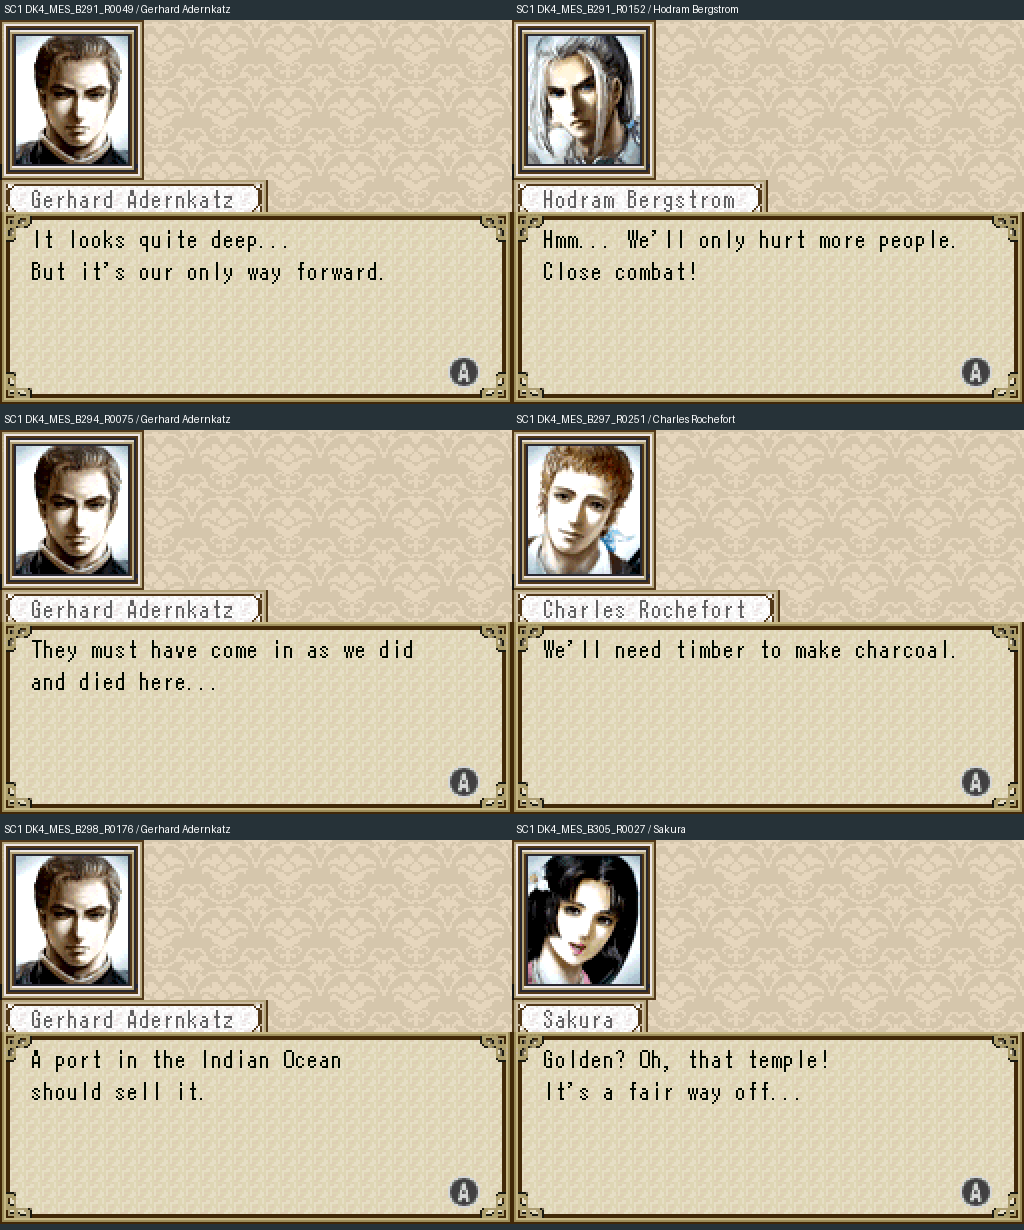 SC1 DK4_MES_B291_R0049 / Gerhard Adernkatz
Gerhard Adernkatz
It looks quite deep...
But it's our only way forward.
A
SC1 DK4_MES_B291_R0152 / Hodram Bergstrom
Hodram Bergstrom
Hmm... We'll only hurt more people.
Close combat!
A
SC1 DK4_MES_B294_R0075 / Gerhard Adernkatz
Gerhard Adernkatz
They must have come in as we did
and died here...
A
SC1 DK4_MES_B297_R0251 / Charles Rochefort
Charles Rochefort
We'll need timber to make charcoal.
A
SC1 DK4_MES_B298_R0176 / Gerhard Adernkatz
Gerhard Adernkatz
A port in the Indian Ocean
should sell it.
A
SC1 DK4_MES_B305_R0027 / Sakura
Sakura
Golden? Oh, that temple!
It's a fair way off...
A